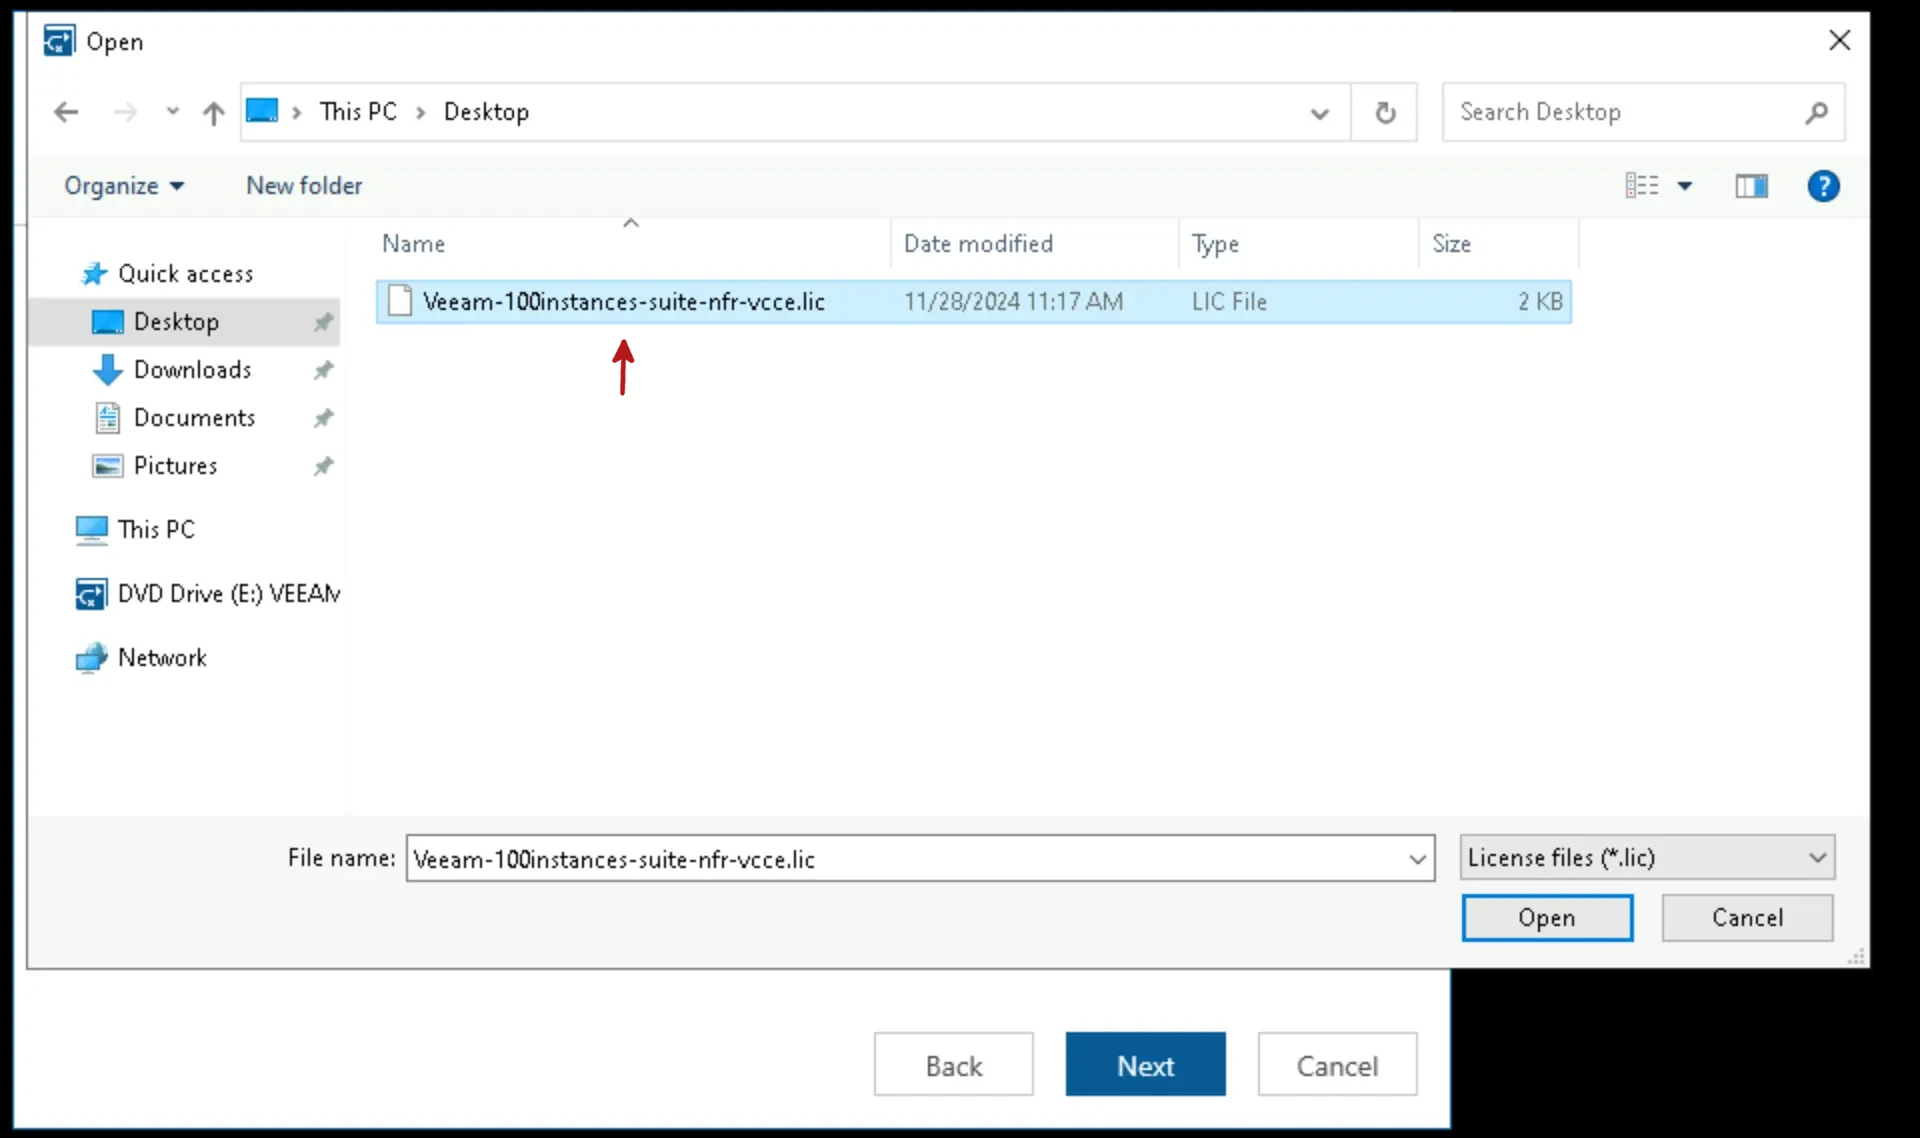 Open
This PC
Desktop
Search Desktop
Organize
New folder
?
Name
Date modified
Type
Size
Quick access
Veeam-100instances-suite-nfr-vcce.lic 11/28/2024 11:17 AM LIC File 2 KB
Desktop
Downloads
Documents
Pictures
This PC
DVD Drive (E:) VEEAM
Network
File name: Veeam-100instances-suite-nfr-vcce.lic
License files (*.lic)
Open
Cancel
Back
Next
Cancel